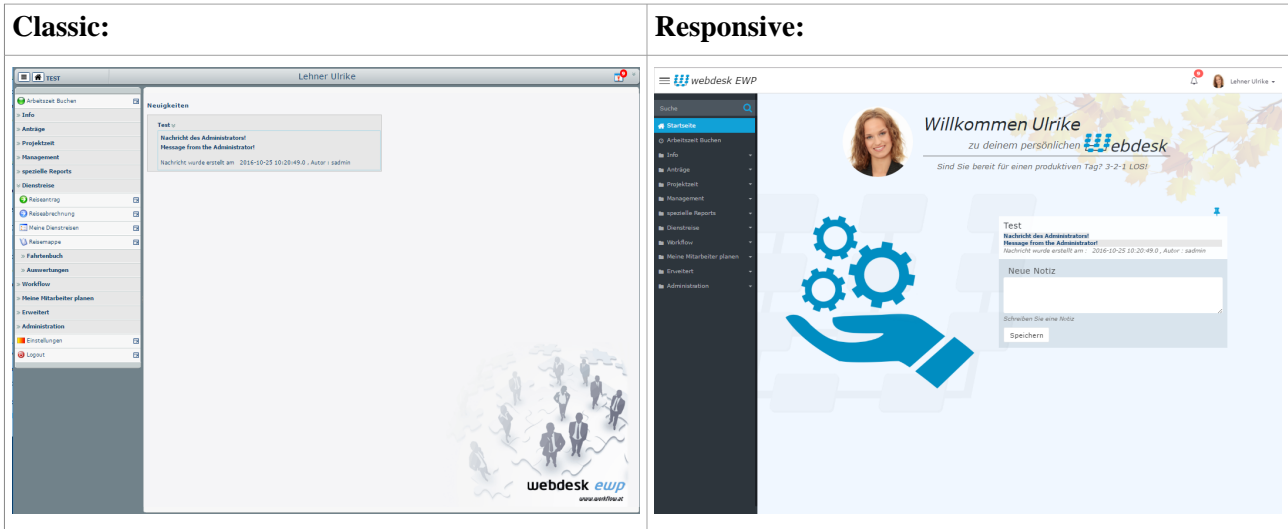 Classic:
TEST
Lehner Ulrike
Arbeitszeit Buchen
» Info
» Anträge
» Projektzeit
» Management
» spezielle Reports
Dienstreise
Reiseantrag
Reiseabrechnung
Meine Dienstreisen
Reisemappe
» Fahrtenbuch
» Auswertungen
» Workflow
» Meine Mitarbeiter planen
» Erweitert
» Administration
Einstellungen
Logout
Neuigkeiten
Test
Nachricht des Administrators!
Message from the Administrator!
Nachricht wurde erstellt am 2016-10-25 10:20:49.0 , Autor : sadmin
webdesk ewp
www.workflow.at
Responsive:
webdesk EWP
Lehner Ulrike
Suche
Startseite
Arbeitszeit Buchen
Info
Anträge
Projektzeit
Management
spezielle Reports
Dienstreise
Workflow
Meine Mitarbeiter planen
Erweitert
Administration
Willkommen Ulrike
zu deinem persönlichen Webdesk
Sind Sie bereit für einen produktiven Tag? 3-2-1 LOS!
Test
Nachricht des Administrators!
Message from the Administrator!
Nachricht wurde erstellt am : 2016-10-25 10:20:49.0 , Autor : sadmin
Neue Notiz
Schreiben Sie eine Notiz
Speichern